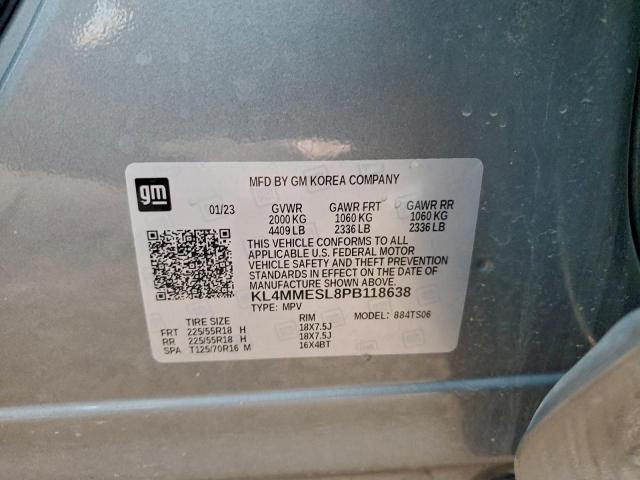 gm
MFD BY GM KOREA COMPANY
01/23 GVWR GAWR FRT GAWR RR
2000 KG 1060 KG 1060 KG
4409 LB 2336 LB 2336 LB
THIS VEHICLE CONFORMS TO ALL
APPLICABLE U.S. FEDERAL MOTOR
VEHICLE SAFETY AND THEFT PREVENTION
STANDARDS IN EFFECT ON THE DATE OF
MANUFACTURE SHOWN ABOVE.
KL4MMESL8PB118638
TYPE: MPV MODEL: 884TS06
TIRE SIZE RIM
FRT 225/55R18 H 18X7.5J
RR 225/55R18 H 18X7.5J
SPA T125/70R16 M 16X4BT